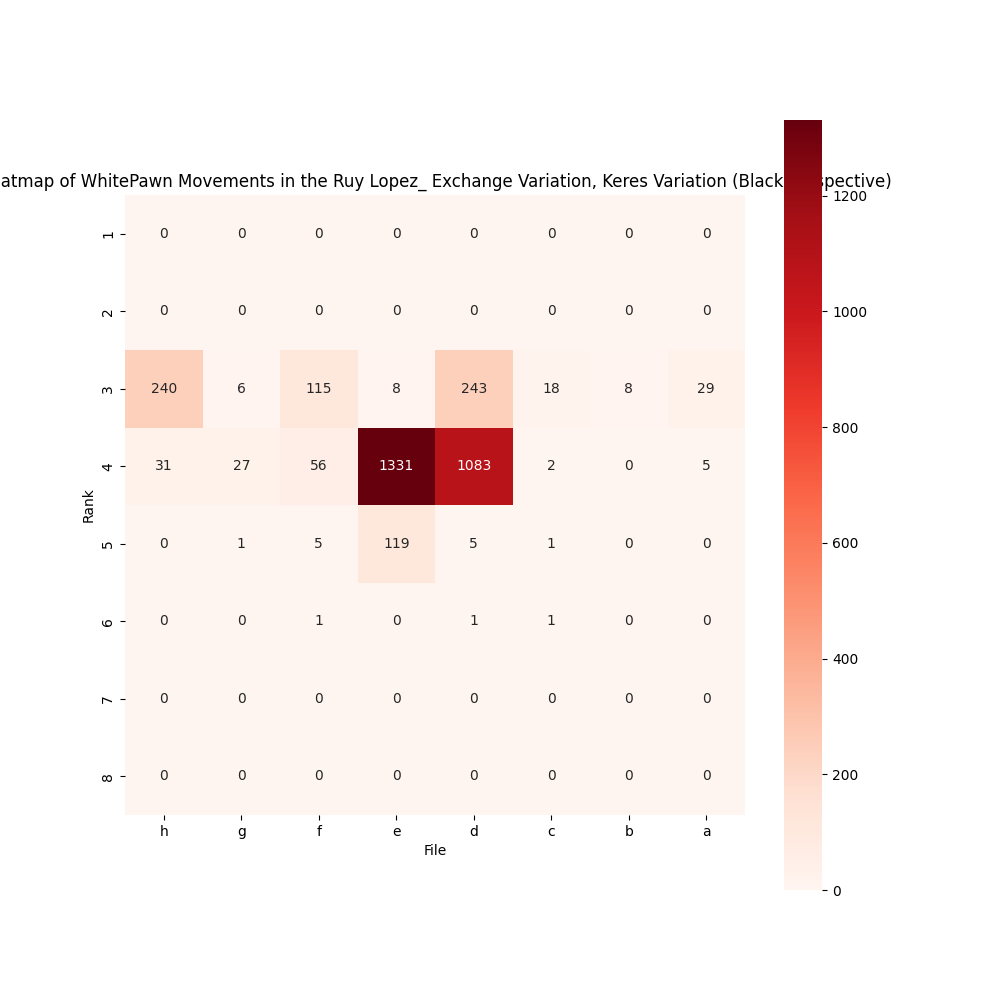 atmap of WhitePawn Movements in the Ruy Lopez_ Exchange Variation, Keres Variation (Black spective)
Rank
1 0 0 0 0 0 0 0 0
2 0 0 0 0 0 0 0 0
3 240 6 115 8 243 18 8 29
4 31 27 56 1331 1083 2 0 5
5 0 1 5 119 5 1 0 0
6 0 0 1 0 1 1 0 0
7 0 0 0 0 0 0 0 0
8 0 0 0 0 0 0 0 0
h g f e d c b a
File
1200
1000
800
600
400
200
0